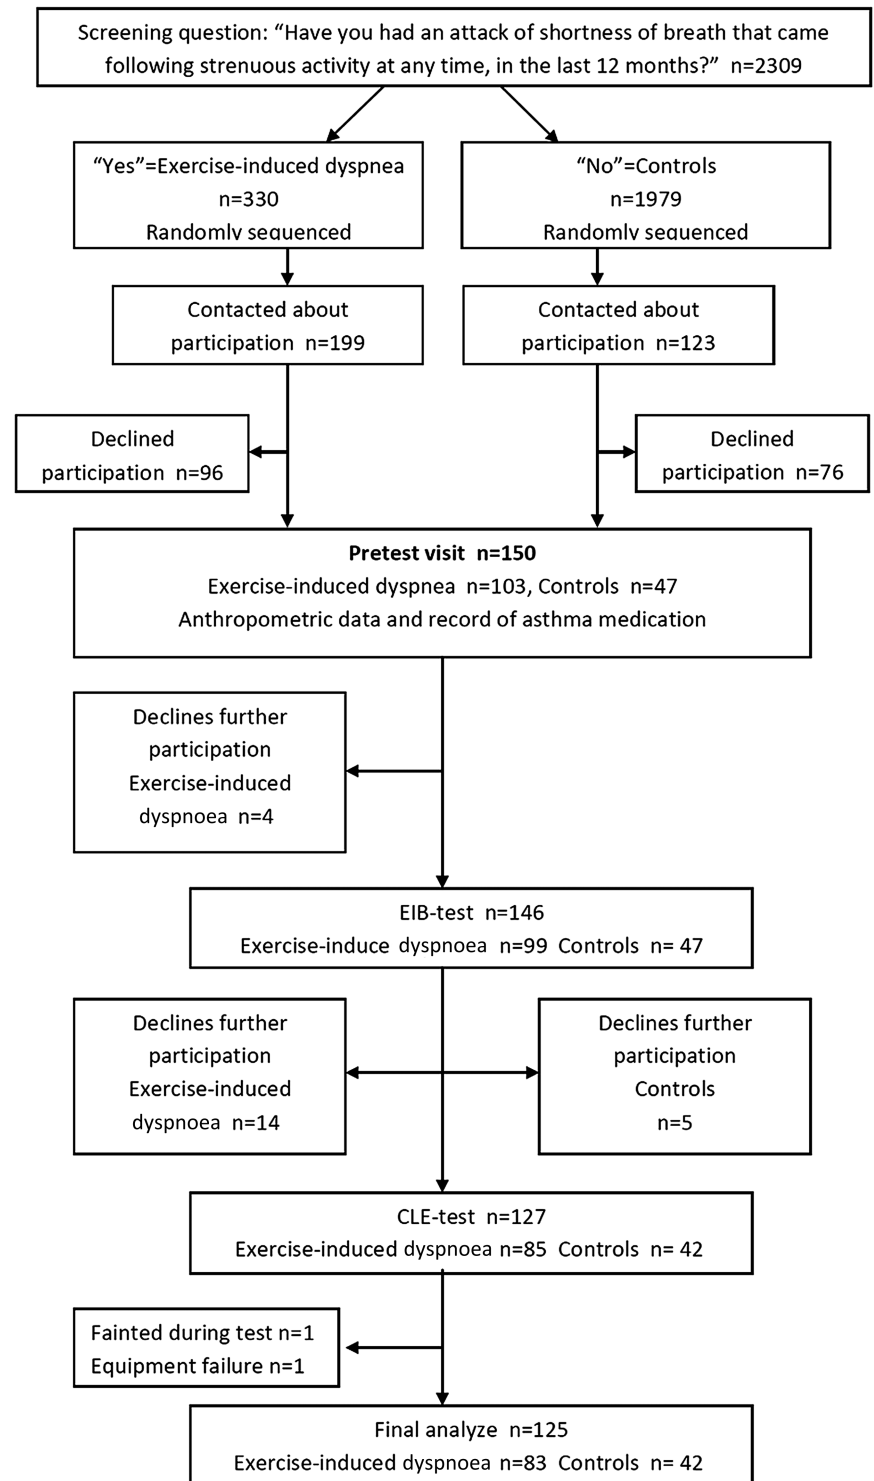 Screening question: “Have you had an attack of shortness of breath that came
following strenuous activity at any time, in the last 12 months?” n=2309
“Yes”=Exercise-induced dyspnea
n=330
Randomly sequenced
“No”=Controls
n=1979
Randomly sequenced
Contacted about
participation n=199
Contacted about
participation n=123
Declined
participation n=96
Declined
participation n=76
Pretest visit n=150
Exercise-induced dyspnea n=103, Controls n=47
Anthropometric data and record of asthma medication
Declines further
participation
Exercise-induced
dyspnoea n=4
EIB-test n=146
Exercise-induce dyspnoea n=99 Controls n= 47
Declines further
participation
Exercise-induced
dyspnoea n=14
Declines further
participation
Controls
n=5
CLE-test n=127
Exercise-induced dyspnoea n=85 Controls n= 42
Fainted during test n=1
Equipment failure n=1
Final analyze n=125
Exercise-induced dyspnoea n=83 Controls n= 42